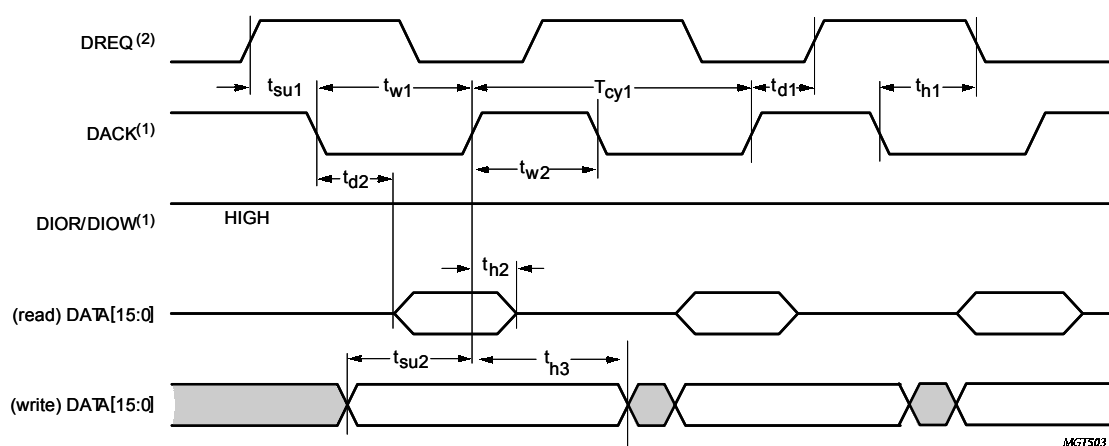 DREQ(2)
tsu1 tw1 Tcy1 td1 th1
DACK(1)
tw2
td2
DIOR/DIOW(1) HIGH
th2
(read) DATA[15:0]
tsu2 th3
(write) DATA[15:0]
MGT503